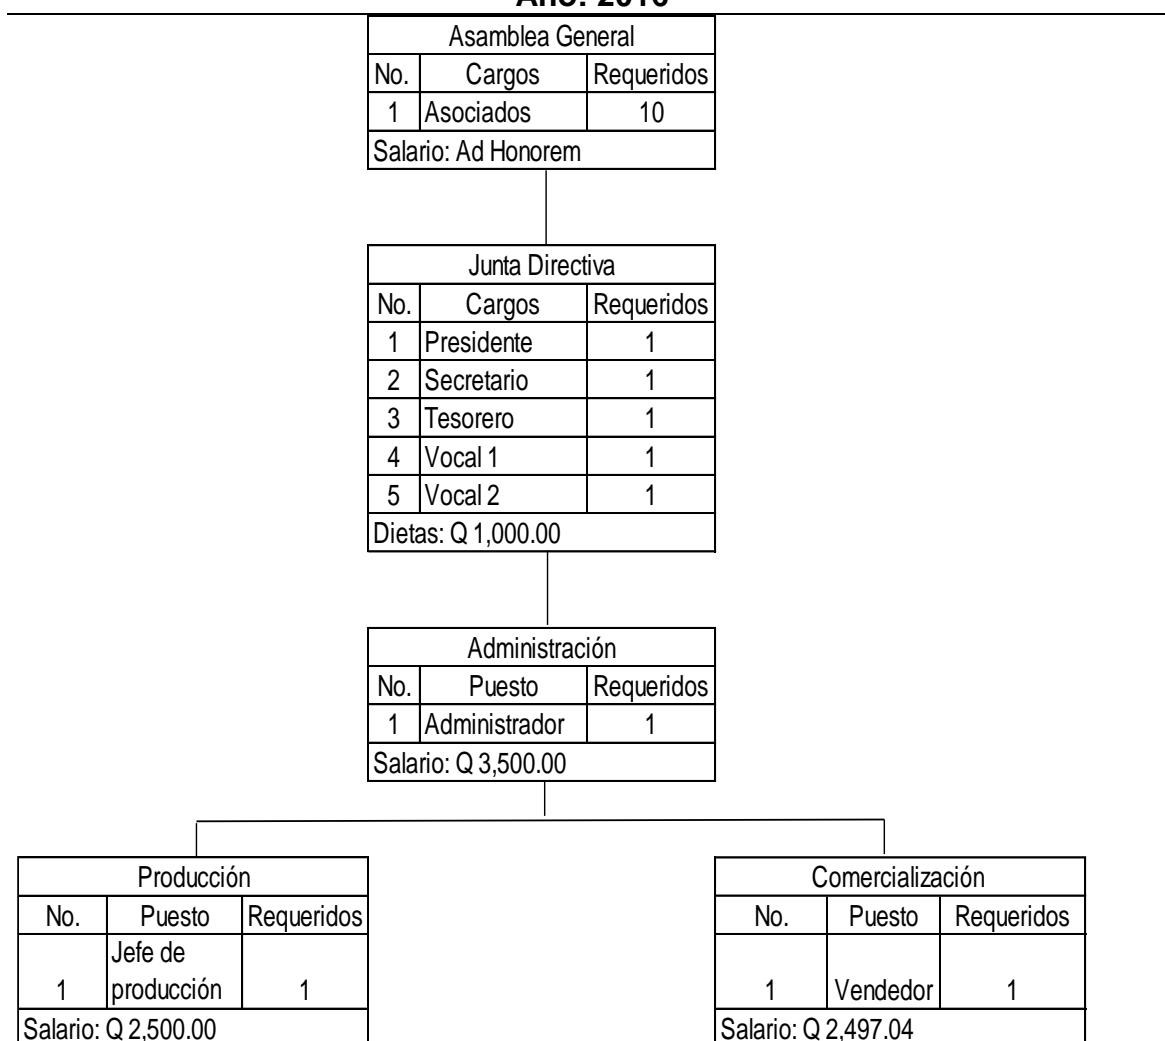 Año: 2016
Asamblea General
No. Cargos Requeridos
1 Asociados 10
Salario: Ad Honorem
Junta Directiva
No. Cargos Requeridos
1 Presidente 1
2 Secretario 1
3 Tesorero 1
4 Vocal 1 1
5 Vocal 2 1
Dietas: Q 1,000.00
Administración
No. Puesto Requeridos
1 Administrador 1
Salario: Q 3,500.00
Producción
No. Puesto Requeridos
Jefe de
1 producción 1
Salario: Q 2,500.00
Comercialización
No. Puesto Requeridos
1 Vendedor 1
Salario: Q 2,497.04